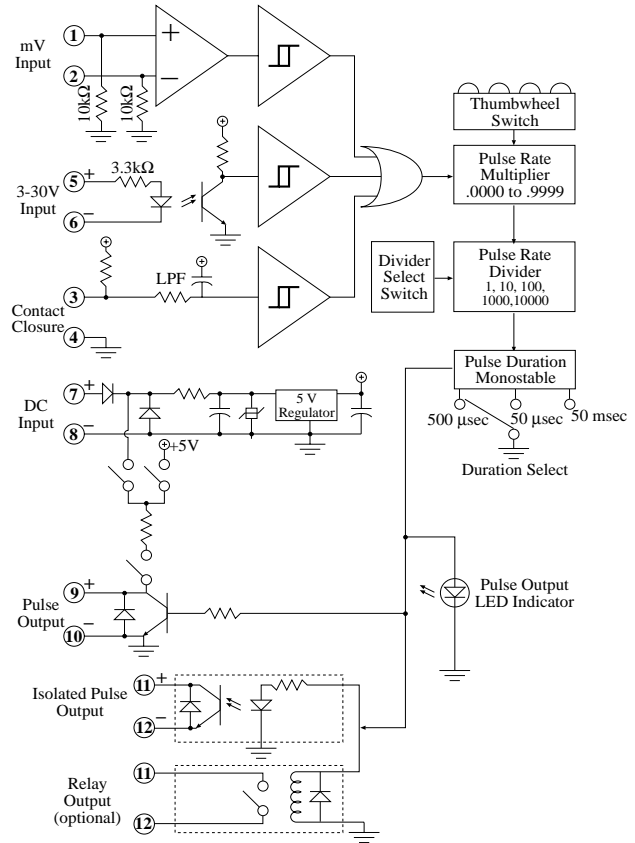 1
mV
Input
2
+
−
10kΩ
10kΩ
Thumbwheel
Switch
Pulse Rate
Multiplier
.0000 to .9999
5
+
3.3kΩ
3-30V
Input
6
−
Pulse Rate
Divider
1, 10, 100,
1000,10000
Divider
Select
Switch
LPF
3
Contact
Closure
4
Pulse Duration
Monostable
500 μsec
50 μsec
50 msec
Duration Select
7
+
DC
Input
8
−
5 V
Regulator
+5V
9
+
Pulse
Output
10
−
Pulse Output
LED Indicator
11
+
Isolated Pulse
Output
12
−
11
Relay
Output
(optional)
12